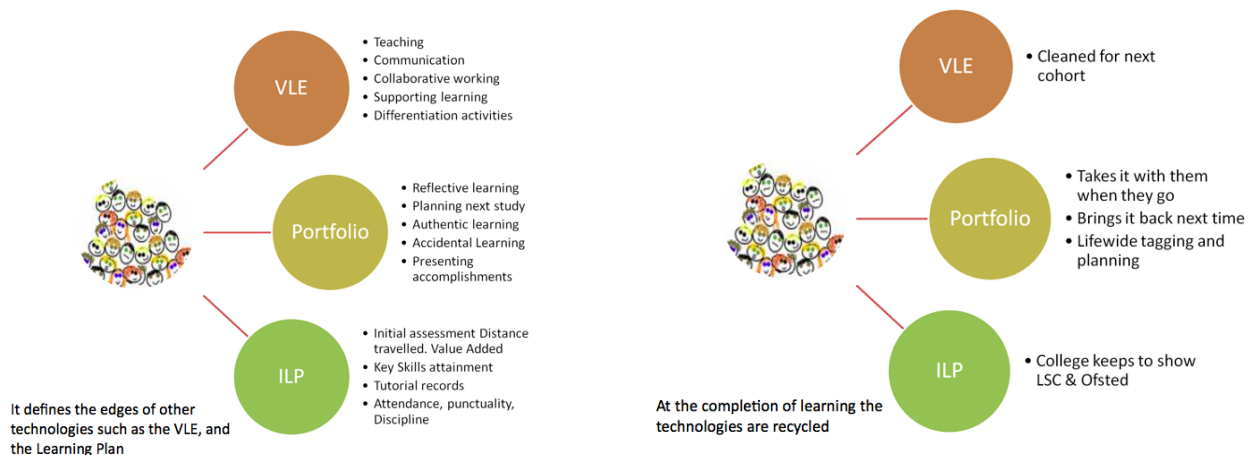 VLE
• Teaching
• Communication
• Collaborative working
• Supporting learning
• Differentiation activities
Portfolio
• Reflective learning
• Planning next study
• Authentic learning
• Accidental Learning
• Presenting
accomplishments
ILP
• Initial assessment Distance
travelled. Value Added
• Key Skills attainment
• Tutorial records
• Attendance, punctuality,
Discipline
It defines the edges of other
technologies such as the VLE, and
the Learning Plan
VLE
• Cleaned for next
cohort
Portfolio
• Takes it with them
when they go
• Brings it back next time
• Lifewide tagging and
planning
ILP
• College keeps to show
LSC & Ofsted
At the completion of learning the
technologies are recycled